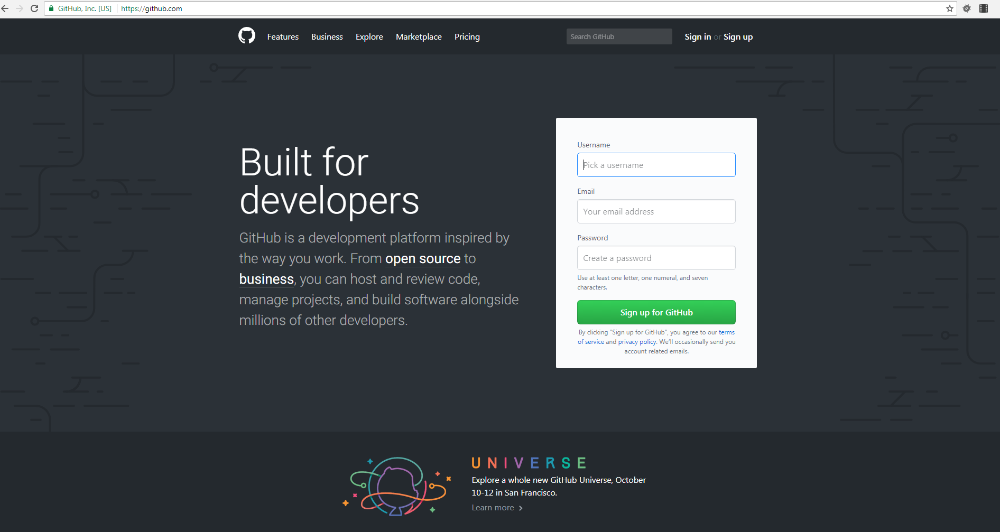 GitHub, Inc. [US] https://github.com
Features Business Explore Marketplace Pricing Search GitHub Sign in or Sign up
Built for
developers
GitHub is a development platform inspired by
the way you work. From open source to
business, you can host and review code,
manage projects, and build software alongside
millions of other developers.
Username
Pick a username
Email
Your email address
Password
Create a password
Use at least one letter, one numeral, and seven
characters.
Sign up for GitHub
By clicking "Sign up for GitHub", you agree to our terms
of service and privacy policy. We'll occasionally send you
account related emails.
UNIVERSE
Explore a whole new GitHub Universe, October
10-12 in San Francisco.
Learn more